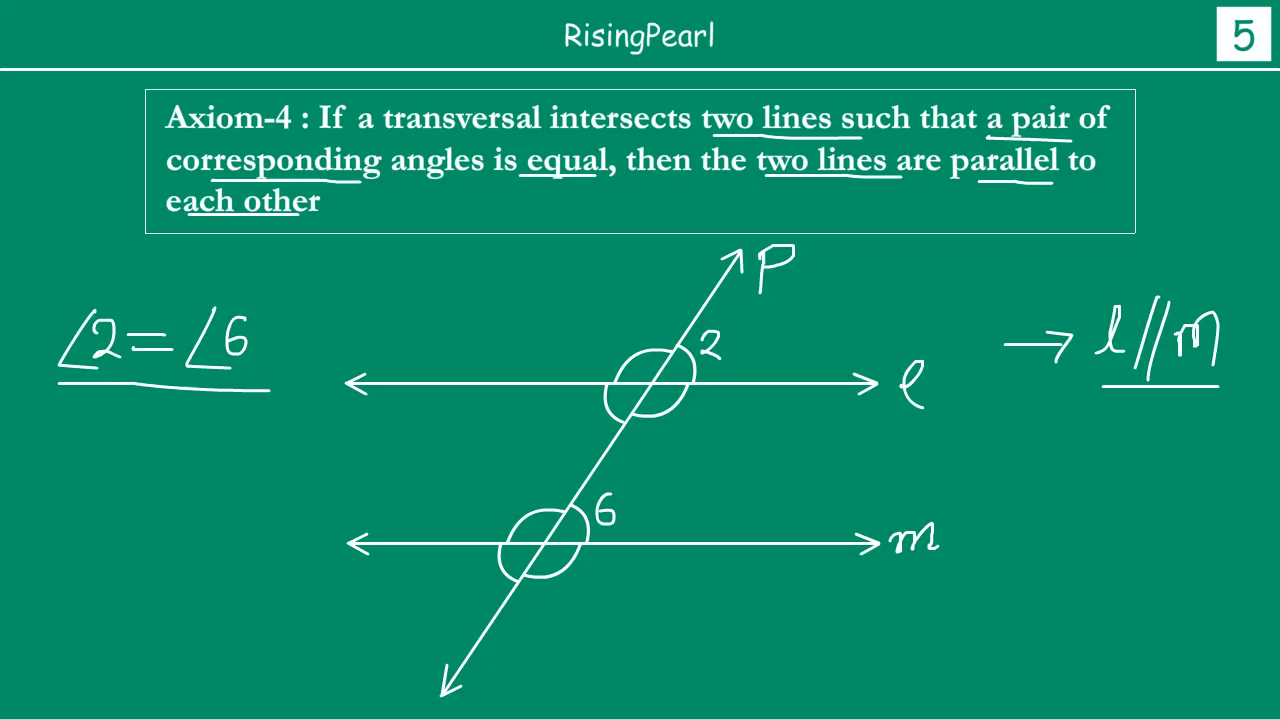 RisingPearl
5
Axiom-4 : If a transversal intersects two lines such that a pair of
corresponding angles is equal, then the two lines are parallel to
each other
P
∠2 = ∠6
2
→ l // m
l
6
m